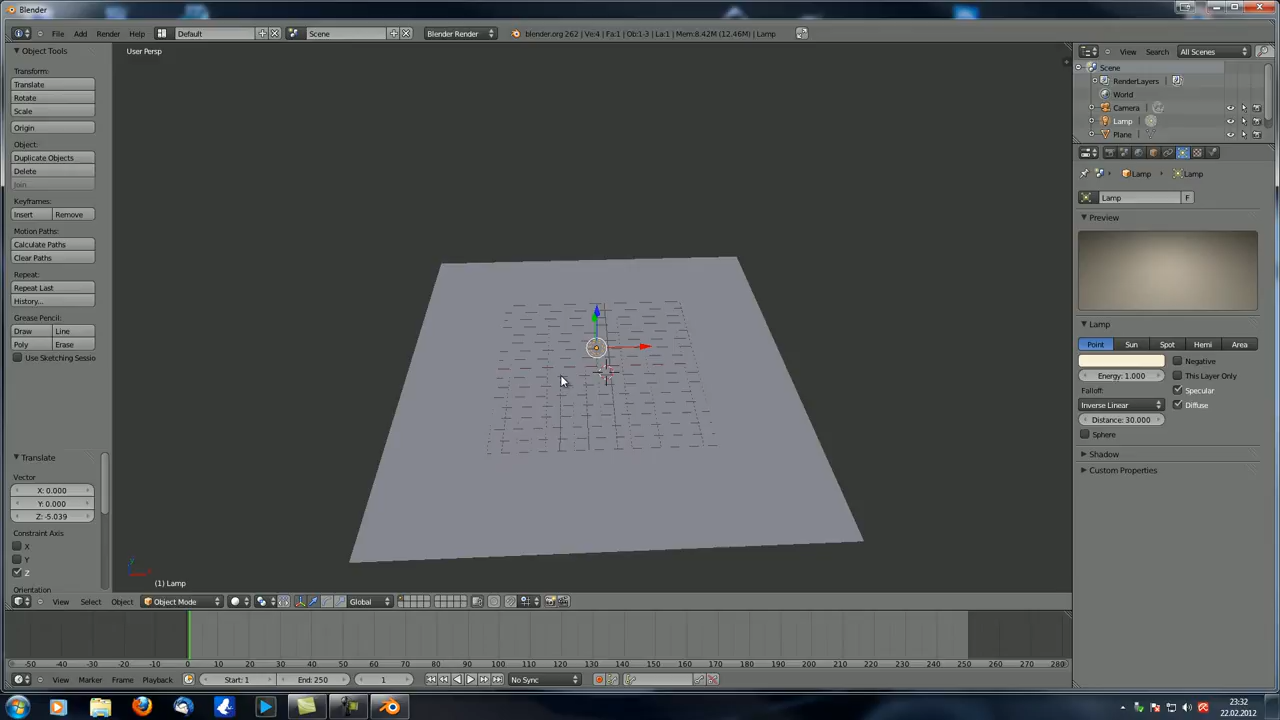 Blender
File Add Render Help Default Scene Blender Render blender.org 262 | Ve:4 | Fa:1 | Ob:1-3 | La:1 | Mem:8.42M (12.46M) | Lamp
Object Tools
Transform:
Translate
Rotate
Scale
Origin
Object:
Duplicate Objects
Delete
Join
Keyframes:
Insert Remove
Motion Paths:
Calculate Paths
Clear Paths
Repeat:
Repeat Last
History...
Grease Pencil:
Draw Line
Poly Erase
Use Sketching Sessio
Translate
Vector
X: 0.000
Y: 0.000
Z: -5.039
Constraint Axis
X
Y
Z
Orientation
User Persp
(1) Lamp
View Search All Scenes
Scene
RenderLayers
World
Camera
Lamp
Plane
Lamp Lamp
Lamp F
Preview
Lamp
Point Sun Spot Hemi Area
Negative
Energy: 1.000 This Layer Only
Falloff: Specular
Inverse Linear Diffuse
Distance: 30.000
Sphere
Shadow
Custom Properties
View Select Object Object Mode Global
-50 -40 -30 -20 -10 0 10 20 30 40 50 60 70 80 90 100 110 120 130 140 150 160 170 180 190 200 210 220 230 240 250 260 270 280
View Marker Frame Playback Start: 1 End: 250 1 No Sync
23:32
22.02.2012